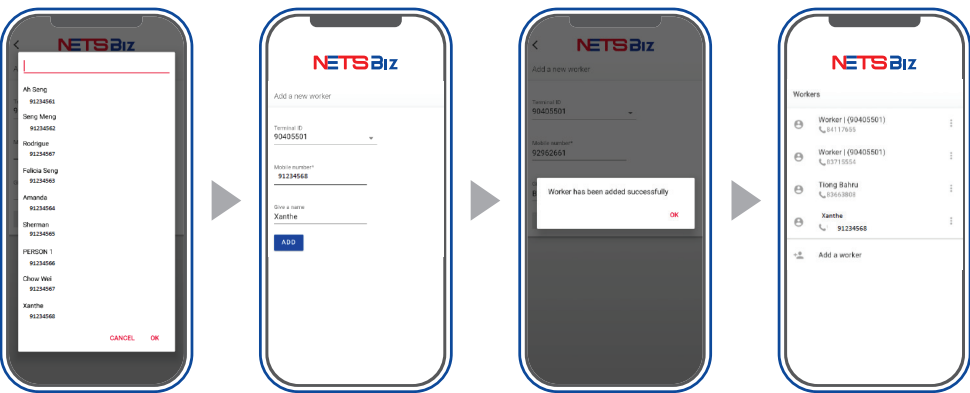 NETS BIZ
Ah Seng
91234561
Seng Meng
91234562
Rodrigue
91234567
Felicia Seng
91234563
Amanda
91234564
Sherman
91234565
PERSON 1
91234566
Chow Wei
91234567
Xanthe
91234568
CANCEL OK
NETS BIZ
Add a new worker
Terminal ID
90405501
Mobile number*
91234568
Give a name
Xanthe
ADD
NETS BIZ
Add a new worker
Terminal ID
90405501
Mobile number*
92962661
Worker has been added successfully
OK
NETS BIZ
Workers
Worker | (90405501)
84117666
Worker | (90405501)
83715554
Tiong Bahru
83663808
Xanthe
91234568
Add a worker